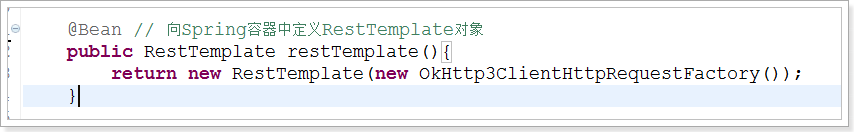 @Bean // 向Spring容器中定义RestTemplate对象
public RestTemplate restTemplate(){
return new RestTemplate(new OkHttp3ClientHttpRequestFactory());
}